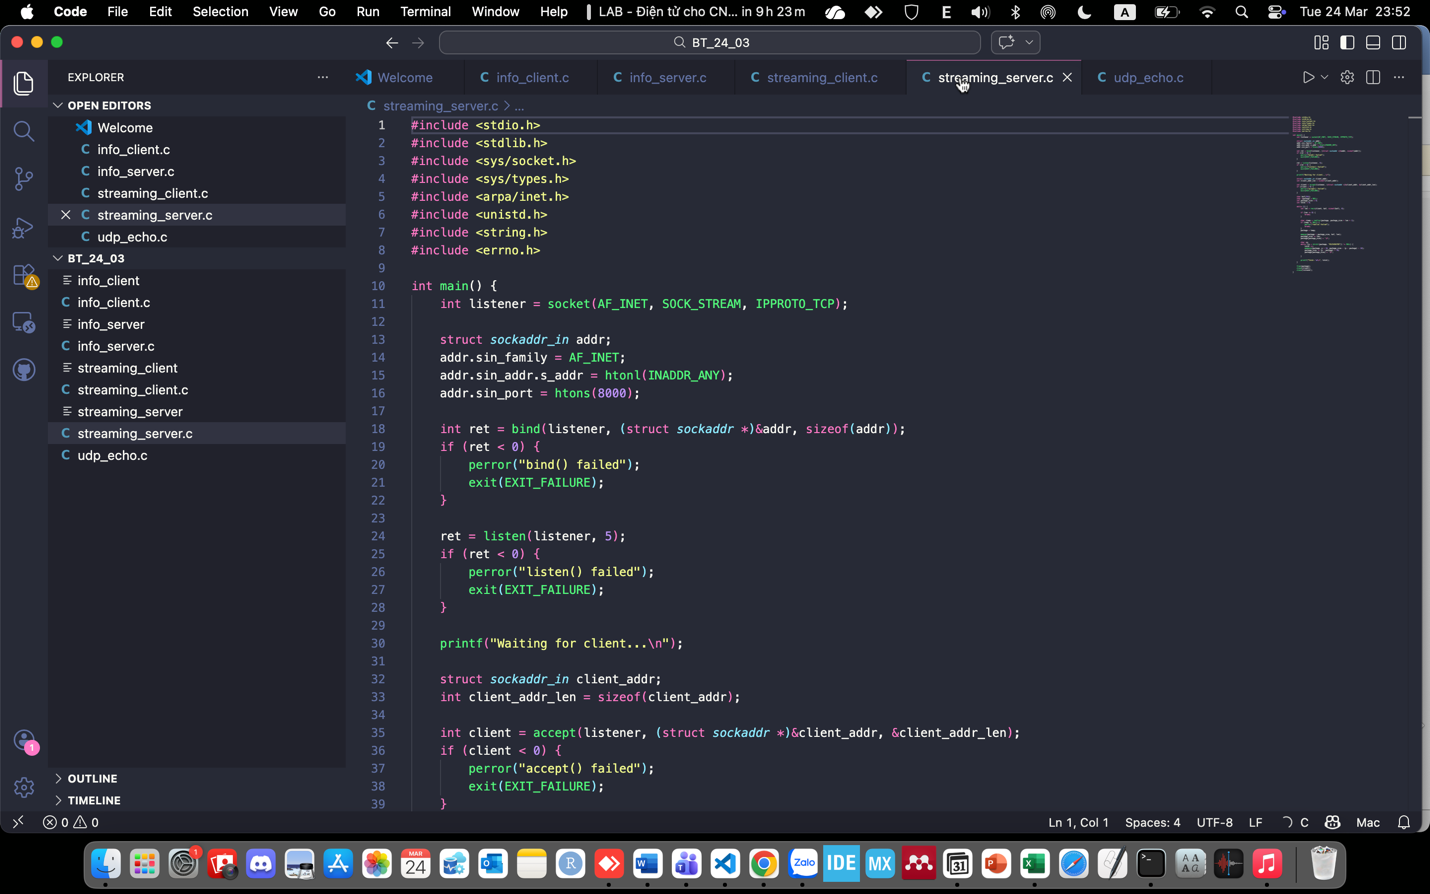 Code File Edit Selection View Go Run Terminal Window Help LAB - Điện tử cho CN... in 9 h 23 m E A Tue 24 Mar 23:52
BT_24_03
EXPLORER
Welcome
info_client.c
info_server.c
streaming_client.c
streaming_server.c
udp_echo.c
OPEN EDITORS
Welcome
info_client.c
info_server.c
streaming_client.c
streaming_server.c
udp_echo.c
BT_24_03
info_client
info_client.c
info_server
info_server.c
streaming_client
streaming_client.c
streaming_server
streaming_server.c
udp_echo.c
OUTLINE
TIMELINE
streaming_server.c > ...
1 #include <stdio.h>
2 #include <stdlib.h>
3 #include <sys/socket.h>
4 #include <sys/types.h>
5 #include <arpa/inet.h>
6 #include <unistd.h>
7 #include <string.h>
8 #include <errno.h>
9
10 int main() {
11 int listener = socket(AF_INET, SOCK_STREAM, IPPROTO_TCP);
12
13 struct sockaddr_in addr;
14 addr.sin_family = AF_INET;
15 addr.sin_addr.s_addr = htonl(INADDR_ANY);
16 addr.sin_port = htons(8000);
17
18 int ret = bind(listener, (struct sockaddr *)&addr, sizeof(addr));
19 if (ret < 0) {
20 perror("bind() failed");
21 exit(EXIT_FAILURE);
22 }
23
24 ret = listen(listener, 5);
25 if (ret < 0) {
26 perror("listen() failed");
27 exit(EXIT_FAILURE);
28 }
29
30 printf("Waiting for client...\n");
31
32 struct sockaddr_in client_addr;
33 int client_addr_len = sizeof(client_addr);
34
35 int client = accept(listener, (struct sockaddr *)&client_addr, &client_addr_len);
36 if (client < 0) {
37 perror("accept() failed");
38 exit(EXIT_FAILURE);
39 }
1
0 0
Ln 1, Col 1 Spaces: 4 UTF-8 LF C Mac
1
MAR
24
R
Zalo
IDE
MX
31